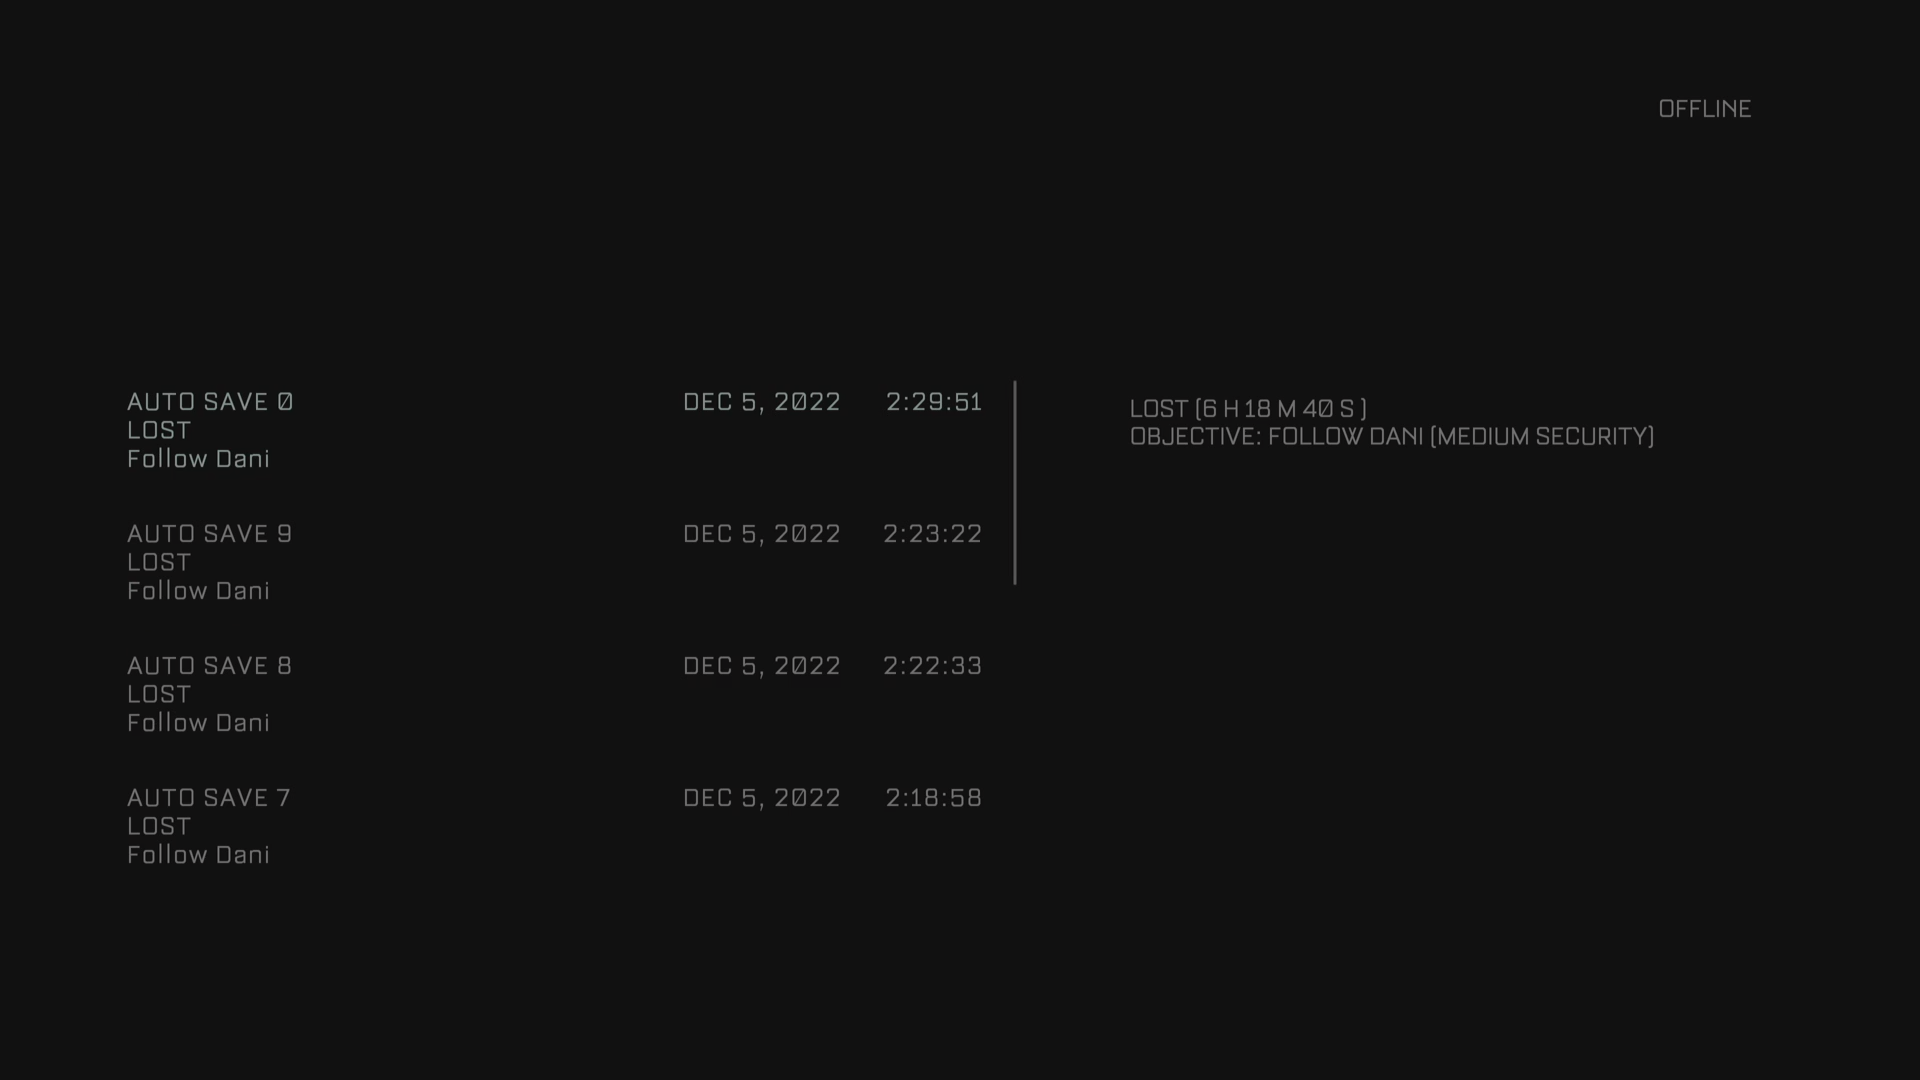 OFFLINE
AUTO SAVE 0 DEC 5, 2022 2:29:51
LOST
Follow Dani
AUTO SAVE 9 DEC 5, 2022 2:23:22
LOST
Follow Dani
AUTO SAVE 8 DEC 5, 2022 2:22:33
LOST
Follow Dani
AUTO SAVE 7 DEC 5, 2022 2:18:58
LOST
Follow Dani
LOST (6 H 18 M 40 S )
OBJECTIVE: FOLLOW DANI (MEDIUM SECURITY)